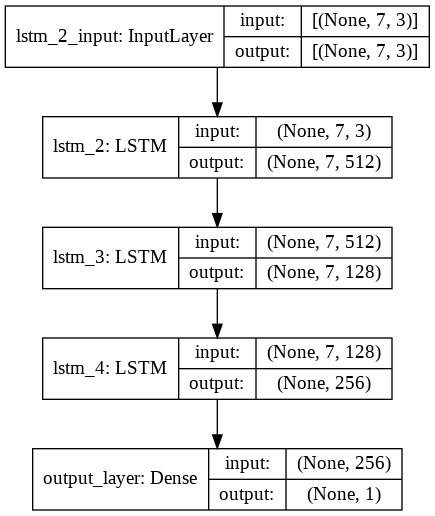 lstm_2_input: InputLayer
input: [(None, 7, 3)]
output: [(None, 7, 3)]
lstm_2: LSTM
input: (None, 7, 3)
output: (None, 7, 512)
lstm_3: LSTM
input: (None, 7, 512)
output: (None, 7, 128)
lstm_4: LSTM
input: (None, 7, 128)
output: (None, 256)
output_layer: Dense
input: (None, 256)
output: (None, 1)